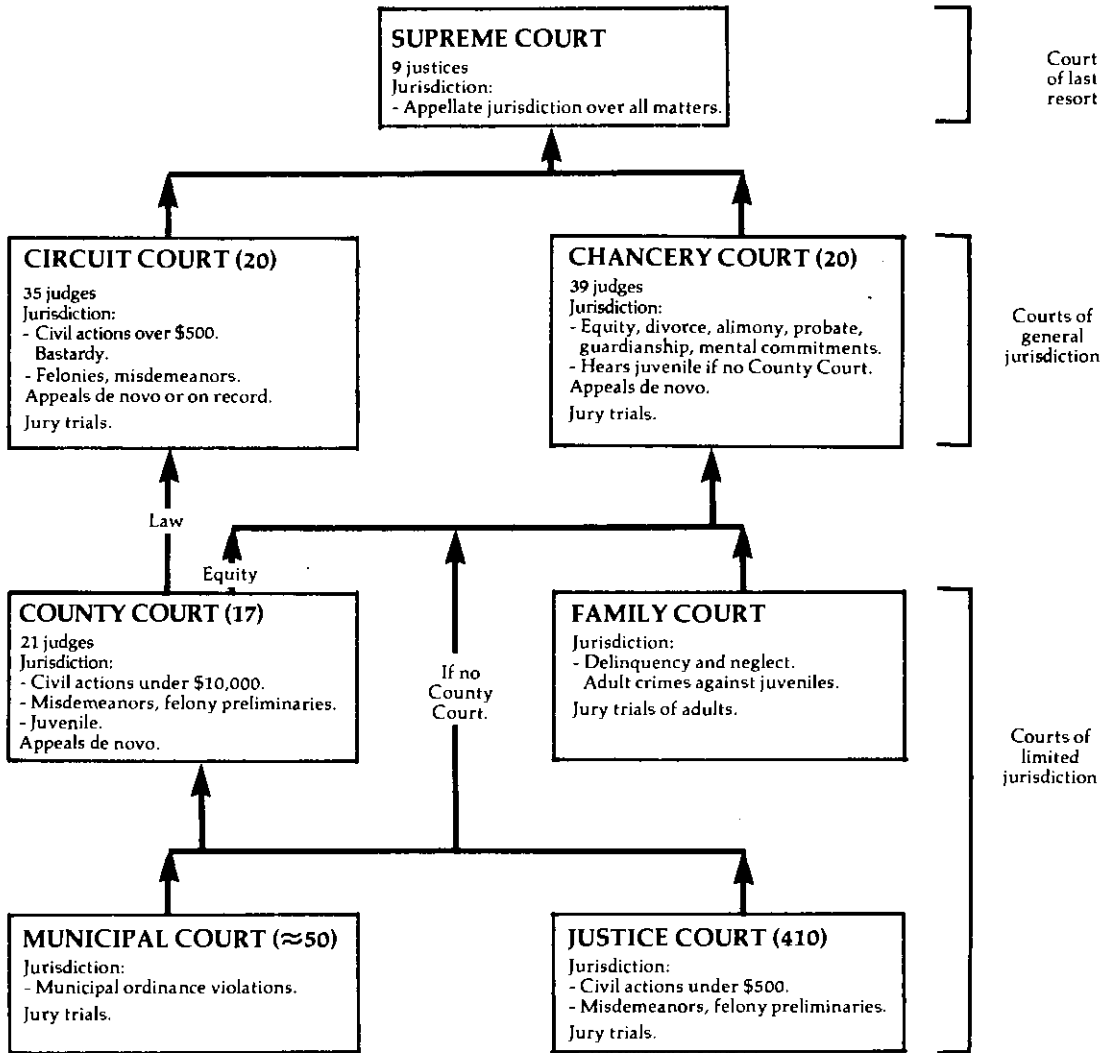 SUPREME COURT
9 justices
Jurisdiction:
- Appellate jurisdiction over all matters.
Court
of last
resort
CIRCUIT COURT (20)
35 judges
Jurisdiction:
- Civil actions over $500.
Bastardy.
- Felonies, misdemeanors.
Appeals de novo or on record.
Jury trials.
CHANCERY COURT (20)
39 judges
Jurisdiction:
- Equity, divorce, alimony, probate,
guardianship, mental commitments.
- Hears juvenile if no County Court.
Appeals de novo.
Jury trials.
Courts of
general
jurisdiction
Law
Equity
COUNTY COURT (17)
21 judges
Jurisdiction:
- Civil actions under $10,000.
- Misdemeanors, felony preliminaries.
- Juvenile.
Appeals de novo.
If no
County
Court.
FAMILY COURT
Jurisdiction:
- Delinquency and neglect.
Adult crimes against juveniles.
Jury trials of adults.
Courts of
limited
jurisdiction
MUNICIPAL COURT (≈50)
Jurisdiction:
- Municipal ordinance violations.
Jury trials.
JUSTICE COURT (410)
Jurisdiction:
- Civil actions under $500.
- Misdemeanors, felony preliminaries.
Jury trials.